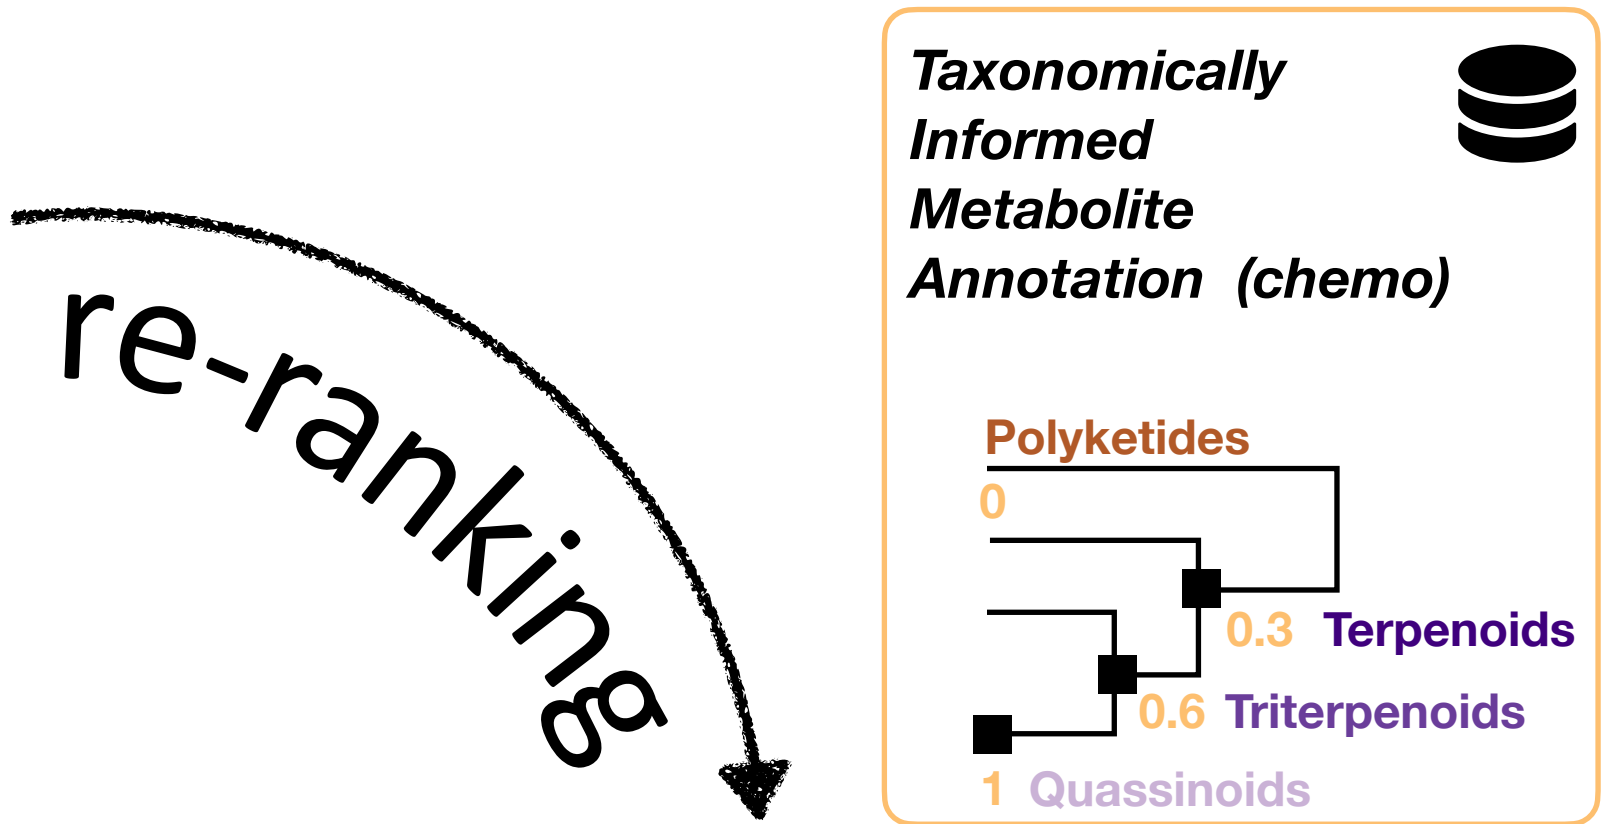 re-ranking
Taxonomically
Informed
Metabolite
Annotation (chemo)
Polyketides
0
0.3 Terpenoids
0.6 Triterpenoids
1 Quassinoids